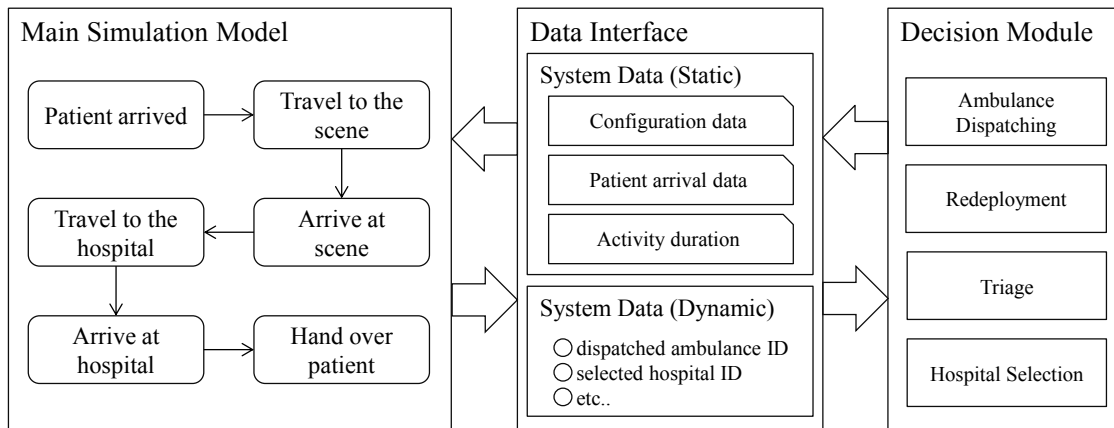 Main Simulation Model
Patient arrived
Travel to the
scene
Travel to the
hospital
Arrive at
scene
Arrive at
hospital
Hand over
patient
Data Interface
System Data (Static)
Configuration data
Patient arrival data
Activity duration
System Data (Dynamic)
dispatched ambulance ID
selected hospital ID
etc..
Decision Module
Ambulance
Dispatching
Redeployment
Triage
Hospital Selection